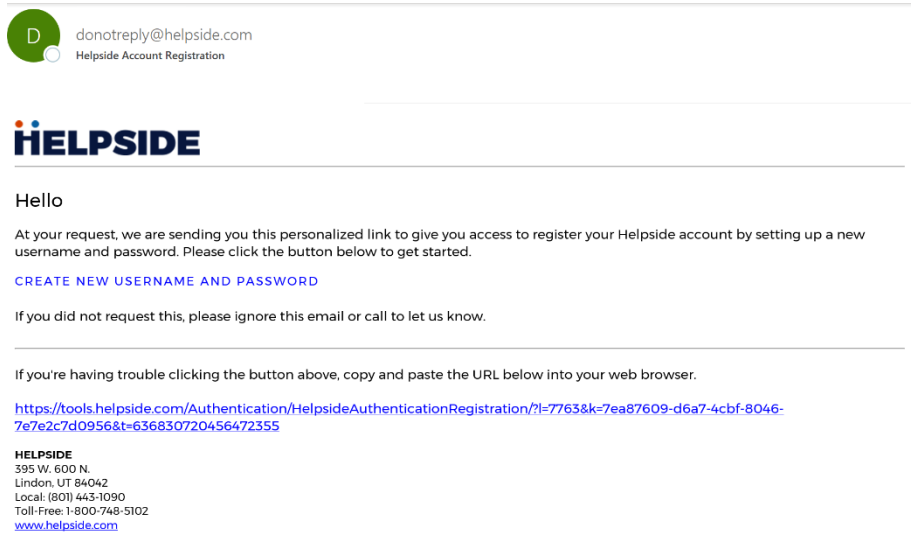 D
donotreply@helpside.com
Helpside Account Registration
HELPSIDE
Hello
At your request, we are sending you this personalized link to give you access to register your Helpside account by setting up a new
username and password. Please click the button below to get started.
CREATE NEW USERNAME AND PASSWORD
If you did not request this, please ignore this email or call to let us know.
If you're having trouble clicking the button above, copy and paste the URL below into your web browser.
https://tools.helpside.com/Authentication/HelpsideAuthenticationRegistration/?l=7763&k=7ea87609-d6a7-4cbf-8046-
7e7e2c7d0956&t=636830720456472355
HELPSIDE
395 W. 600 N.
Lindon, UT 84042
Local: (801) 443-1090
Toll-Free: 1-800-748-5102
www.helpside.com